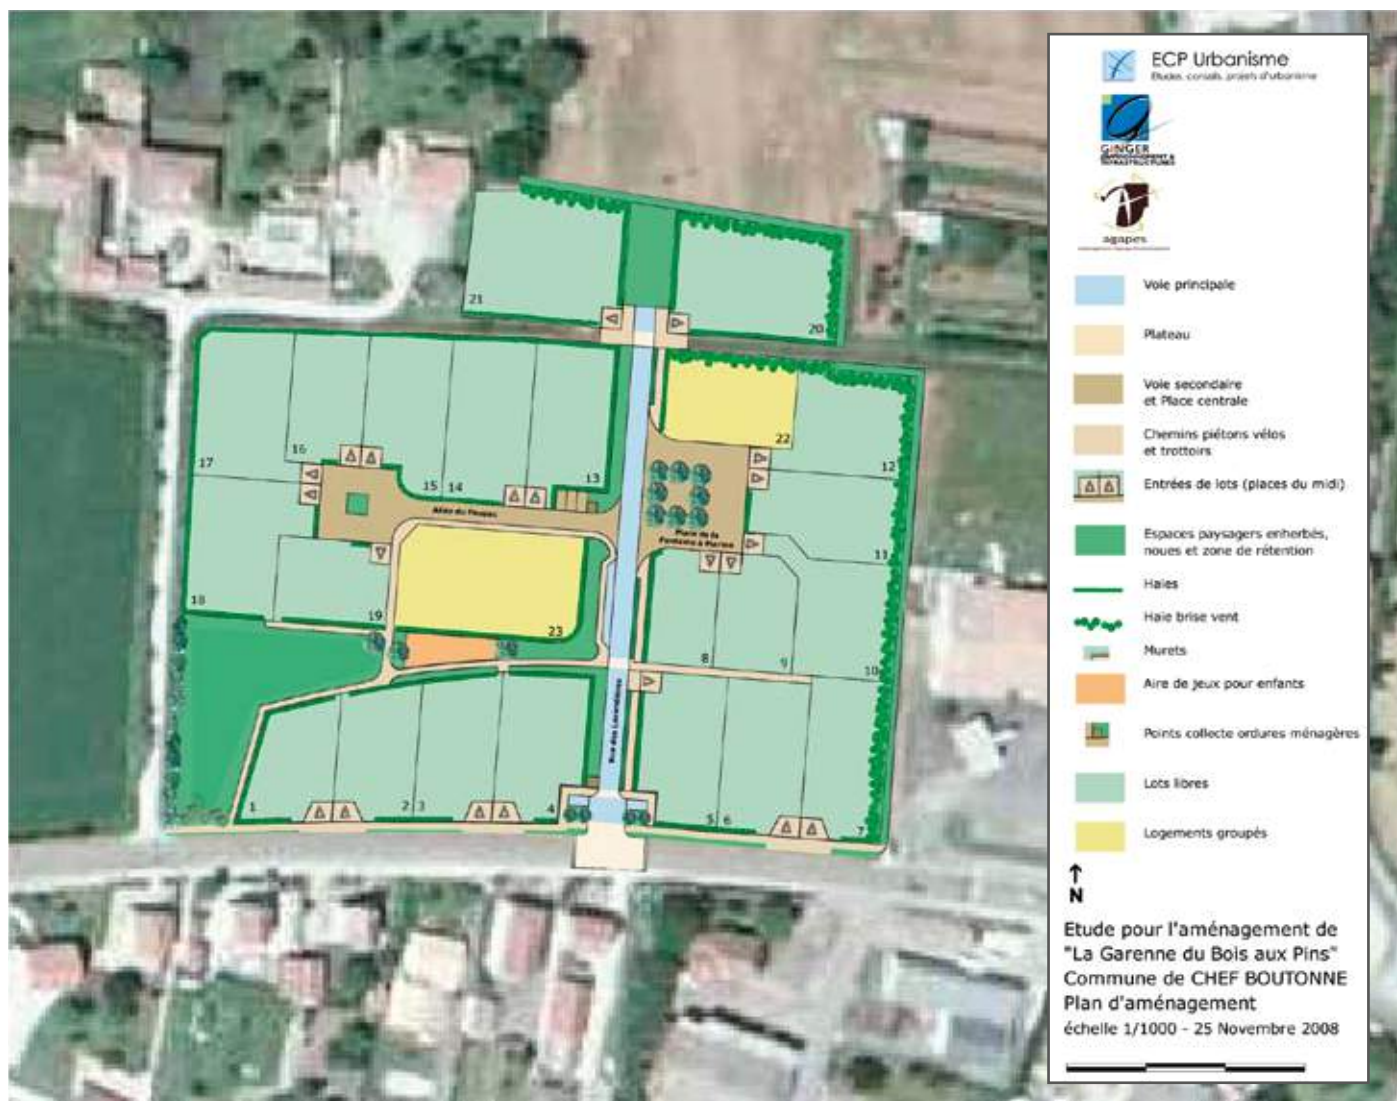 ECP Urbanisme
Etudes, conseils, projets d'urbanisme
GINGER
ENVIRONNEMENT &
INFRASTRUCTURES
agapes
Voie principale
Plateau
Voie secondaire
et Place centrale
Chemins piétons vélos
et trottoirs
Entrées de lots (places du midi)
Espaces paysagers enherbés,
noues et zone de rétention
Haies
Haie brise vent
Murets
Aire de jeux pour enfants
Points collecte ordures ménagères
Lots libres
Logements groupés
N
Etude pour l'aménagement de
"La Garenne du Bois aux Pins"
Commune de CHEF BOUTONNE
Plan d'aménagement
échelle 1/1000 - 25 Novembre 2008
21
20
22
12
16
17
15
14
13
Place de la
Fontaine à Marino
11
18
19
23
8
9
10
Rue des
1
2
3
4
5
6
7